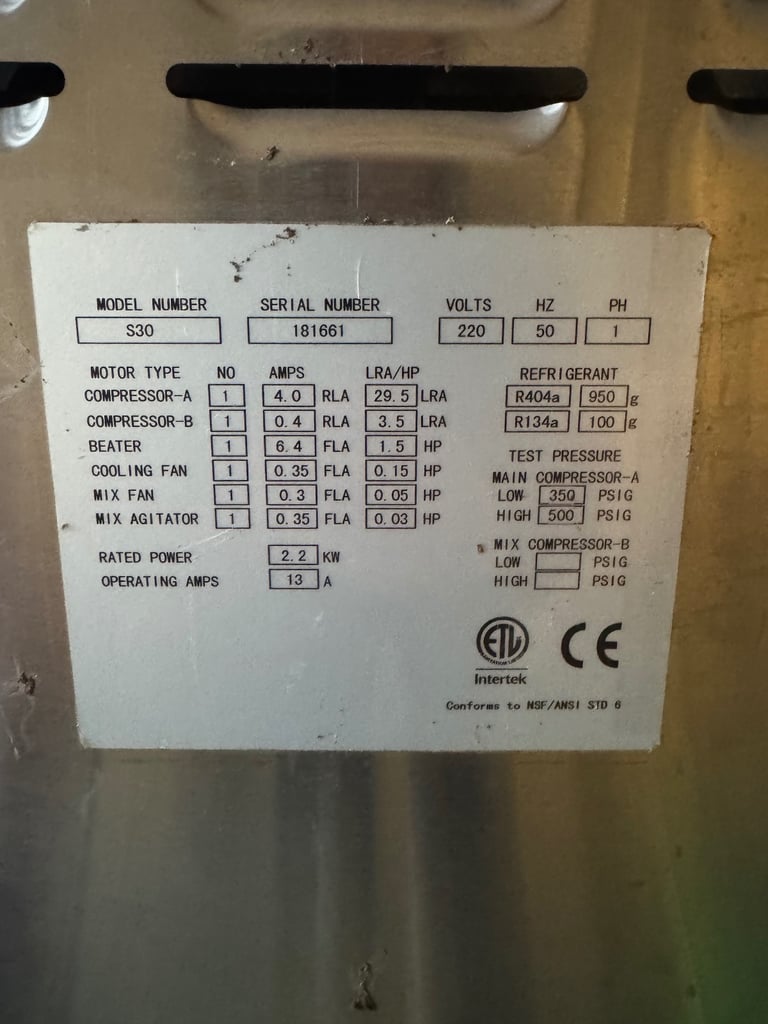 MODEL NUMBER SERIAL NUMBER VOLTS HZ PH
S30 181661 220 50 1
MOTOR TYPE NO AMPS LRA/HP REFRIGERANT
COMPRESSOR-A 1 4.0 RLA 29.5 LRA R404a 950 g
COMPRESSOR-B 1 0.4 RLA 3.5 LRA R134a 100 g
BEATER 1 6.4 FLA 1.5 HP
TEST PRESSURE
COOLING FAN 1 0.35 FLA 0.15 HP MAIN COMPRESSOR-A
MIX FAN 1 0.3 FLA 0.05 HP LOW 350 PSIG
MIX AGITATOR 1 0.35 FLA 0.03 HP HIGH 500 PSIG
MIX COMPRESSOR-B
RATED POWER 2.2 KW LOW PSIG
OPERATING AMPS 13 A HIGH PSIG
ETL CE
Intertek
Conforms to NSF/ANSI STD 6